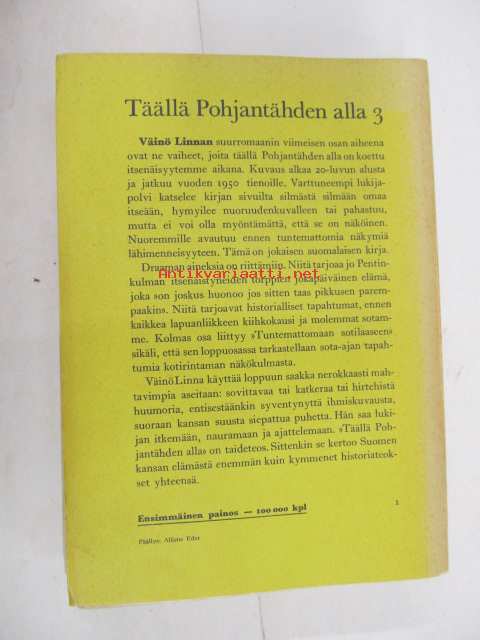 Täällä Pohjantähden alla 3
Väinö Linnan suurromaanin viimeisen osan aiheena
ovat ne vaiheet, joita täällä Pohjantähden alla on koettu
itsenäisyytemme aikana. Kuvaus alkaa 20-luvun alusta
ja jatkuu vuoden 1950 tienoille. Varttuneempi lukija-
polvi katselee kirjan sivuilta silmästä silmään omaa
itseään, hymyilee nuoruudenkuvalleen tai pahastuu,
mutta ei voi olla myöntämättä, että se on näköinen.
Nuoremmille avautuu ennen tuntemattomia näkymiä
lähimenneisyyteen. Tämä on jokaisen suomalaisen kirja.
Draaman aineksia on riittämiin. Niitä tarjoaa jo Pentin-
Antikvariaatti.net
kulman itsenäistyneiden torppien jokapäiväinen elämä,
joka son joskus huonoo jos sitten taas pikkusen parem-
paakin». Niitä tarjoavat historialliset tapahtumat, ennen
kaikkea lapuanliikkeen kiihkokausi ja molemmat sotam-
me. Kolmas osa liittyy »Tuntemattomaan sotilaaseen»
sikäli, että sen loppuosassa tarkastellaan sota-ajan tapah-
tumia kotirintaman näkökulmasta.
Väinö Linna käyttää loppuun saakka nerokkaasti mah-
tavimpia aseitaan: sovittavaa tai katkeraa tai hirtehistä
huumoria, entisestäänkin syventynyttä ihmiskuvausta,
suoraan kansan suusta siepattua puhetta. Hän saa luki-
jan itkemään, nauramaan ja ajattelemaan. »Täällä Poh-
jantähden alla» on taideteos. Sittenkin se kertoo Suomen
kansan elämästä enemmän kuin kymmenet historiateok-
set yhteensä.
Ensimmäinen painos — 100 000 kpl
Päällys: Alfons Eder